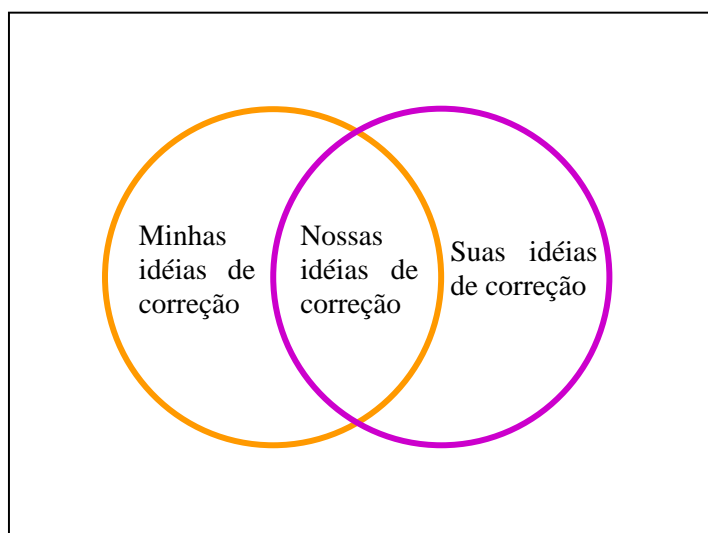 Minhas
idéias de
correção
Nossas
idéias de
correção
Suas idéias
de correção